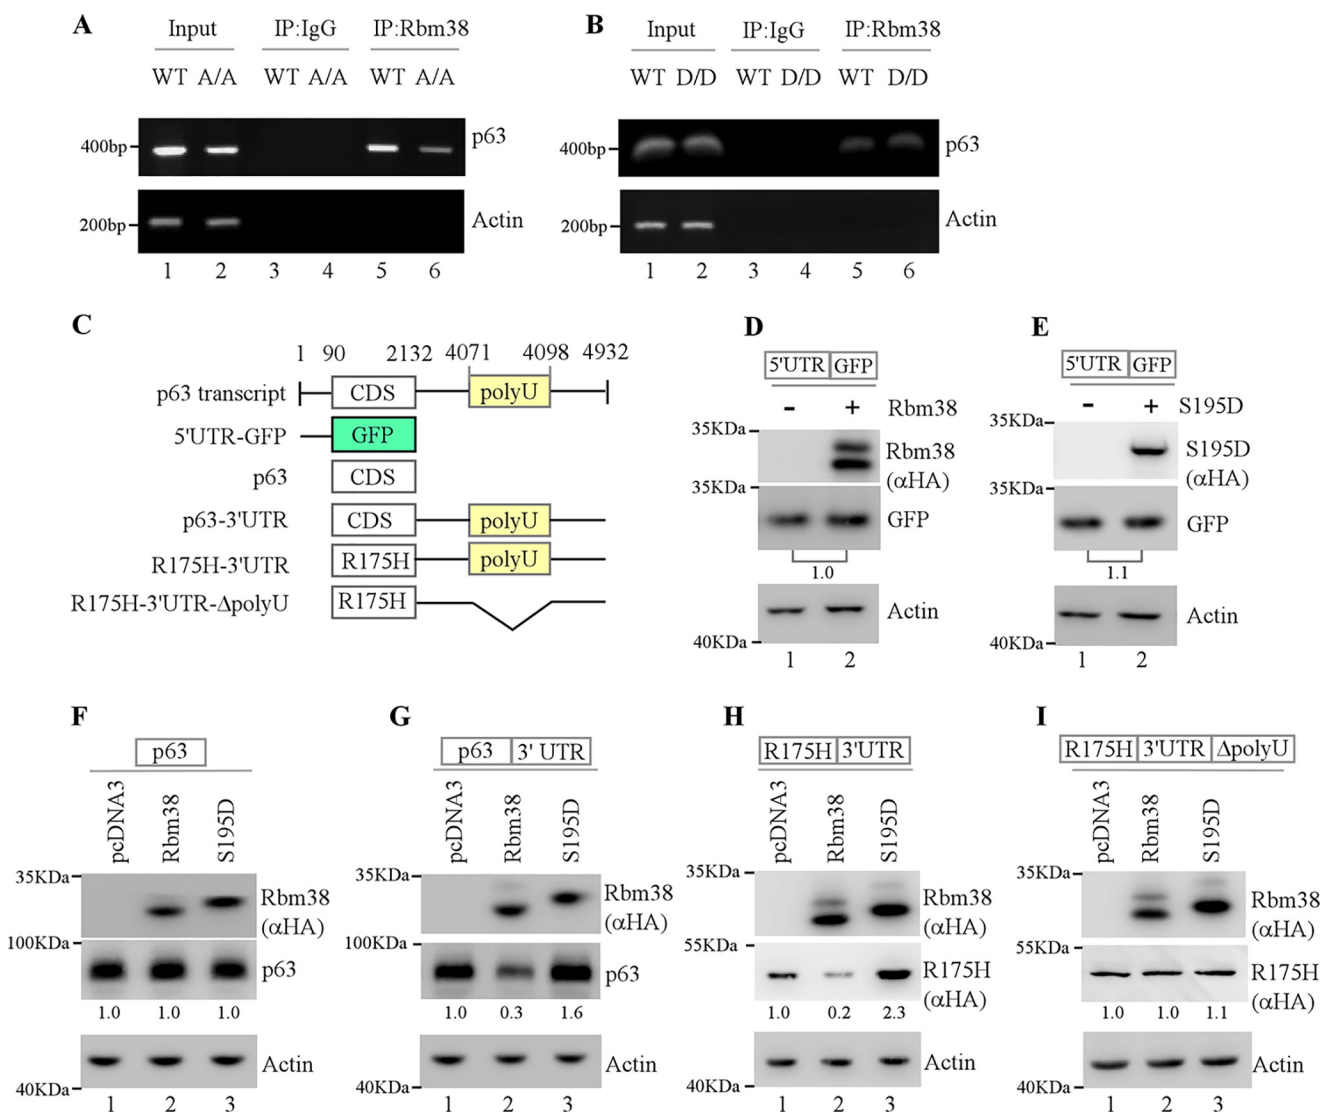 A
Input IP:IgG IP:Rbm38
WT A/A WT A/A WT A/A
400bp p63
200bp Actin
1 2 3 4 5 6
B
Input IP:IgG IP:Rbm38
WT D/D WT D/D WT D/D
400bp p63
200bp Actin
1 2 3 4 5 6
C
1 90 2132 4071 4098 4932
p63 transcript CDS polyU
5'UTR-GFP GFP
p63 CDS
p63-3'UTR CDS polyU
R175H-3'UTR R175H polyU
R175H-3'UTR-ΔpolyU R175H
D
5'UTR GFP
- + Rbm38
35KDa
Rbm38
(αHA)
35KDa
GFP
1.0
Actin
40KDa
1 2
E
5'UTR GFP
- + S195D
35KDa
S195D
(αHA)
35KDa
GFP
1.1
Actin
40KDa
1 2
F
p63
pcDNA3 Rbm38 S195D
35KDa
Rbm38
(αHA)
100KDa
p63
1.0 1.0 1.0
Actin
40KDa
1 2 3
G
p63 3' UTR
pcDNA3 Rbm38 S195D
35KDa
Rbm38
(αHA)
100KDa
p63
1.0 0.3 1.6
Actin
40KDa
1 2 3
H
R175H 3'UTR
pcDNA3 Rbm38 S195D
35KDa
Rbm38
(αHA)
55KDa
R175H
(αHA)
1.0 0.2 2.3
Actin
40KDa
1 2 3
I
R175H 3'UTR ΔpolyU
pcDNA3 Rbm38 S195D
35KDa
Rbm38
(αHA)
55KDa
R175H
(αHA)
1.0 1.0 1.1
Actin
40KDa
1 2 3